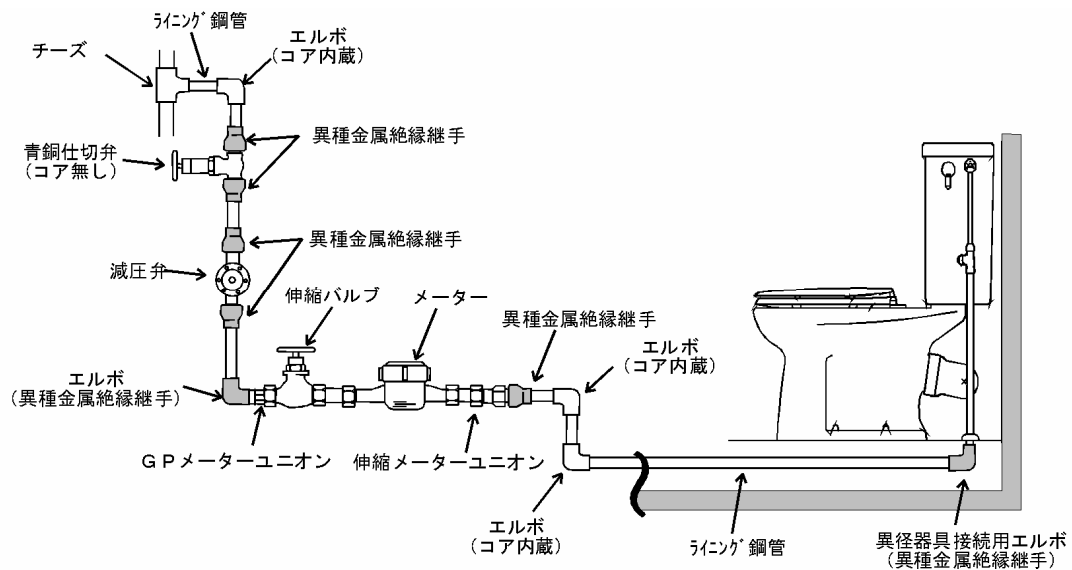 ﾗｲﾆﾝｸﾞ鋼管
エルボ
(コア内蔵)
チーズ
異種金属絶縁継手
青銅仕切弁
(コア無し)
異種金属絶縁継手
減圧弁
伸縮バルブ
メーター
異種金属絶縁継手
エルボ
(コア内蔵)
エルボ
(異種金属絶縁継手)
ＧＰメーターユニオン
伸縮メーターユニオン
エルボ
(コア内蔵)
ﾗｲﾆﾝｸﾞ鋼管
異径器具接続用エルボ
(異種金属絶縁継手)